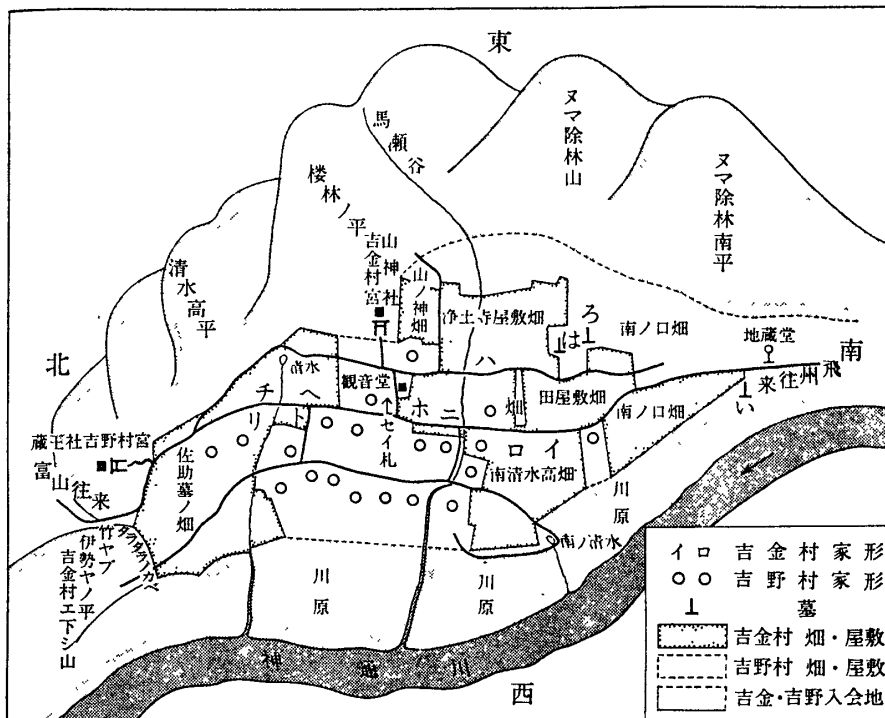 東
ヌマ除林山
ヌマ除林南平
馬瀬谷
楼林ノ平
清水高平
山神社
吉金村宮
山ノ神畑
浄土寺屋敷畑
ろ
は
南ノ口畑
地蔵堂
南
飛州往来
い
北
清水
観音堂
ハ
ヘ
ホ
ニ
畑
田屋敷畑
南ノ口畑
チ
リ
ト
↑セイ札
ロ
イ
蔵王社吉野村宮
富山往来
佐助墓ノ畑
南清水高畑
川原
竹ヤブ
タラタラノカベ
伊勢ヤノ平
吉金村エ下シ山
南ノ清水
川原
川原
神通川
西
イロ 吉金村家形
○○ 吉野村家形
⊥ 墓
吉金村 畑・屋敷
吉野村 畑・屋敷
吉金・吉野入会地